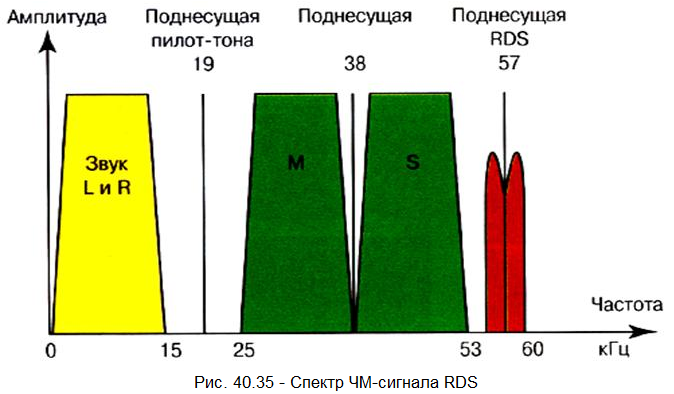 Амплитуда
Поднесущая
пилот-тона
19
Поднесущая
38
Поднесущая
RDS
57
Звук
L и R
M
S
Частота
0
15
25
53
60
кГц
Рис. 40.35 - Спектр ЧМ-сигнала RDS